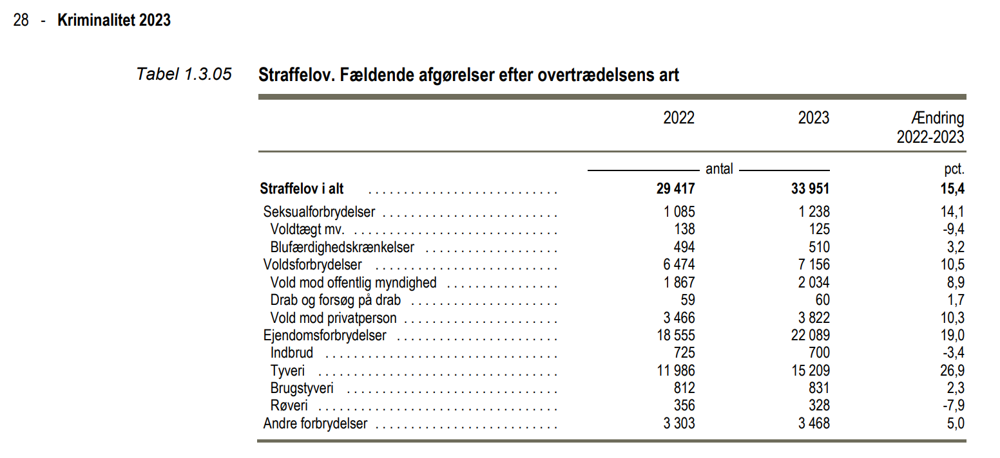 28 - Kriminalitet 2023
Tabel 1.3.05 Straffelov. Fældende afgørelser efter overtrædelsens art
2022 2023 Ændring
2022-2023
antal pct.
Straffelov i alt 29 417 33 951 15,4
Seksualforbrydelser 1 085 1 238 14,1
Voldtægt mv. 138 125 -9,4
Blufærdighedskrænkelser 494 510 3,2
Voldsforbrydelser 6 474 7 156 10,5
Vold mod offentlig myndighed 1 867 2 034 8,9
Drab og forsøg på drab 59 60 1,7
Vold mod privatperson 3 466 3 822 10,3
Ejendomsforbrydelser 18 555 22 089 19,0
Indbrud 725 700 -3,4
Tyveri 11 986 15 209 26,9
Brugstyveri 812 831 2,3
Røveri 356 328 -7,9
Andre forbrydelser 3 303 3 468 5,0